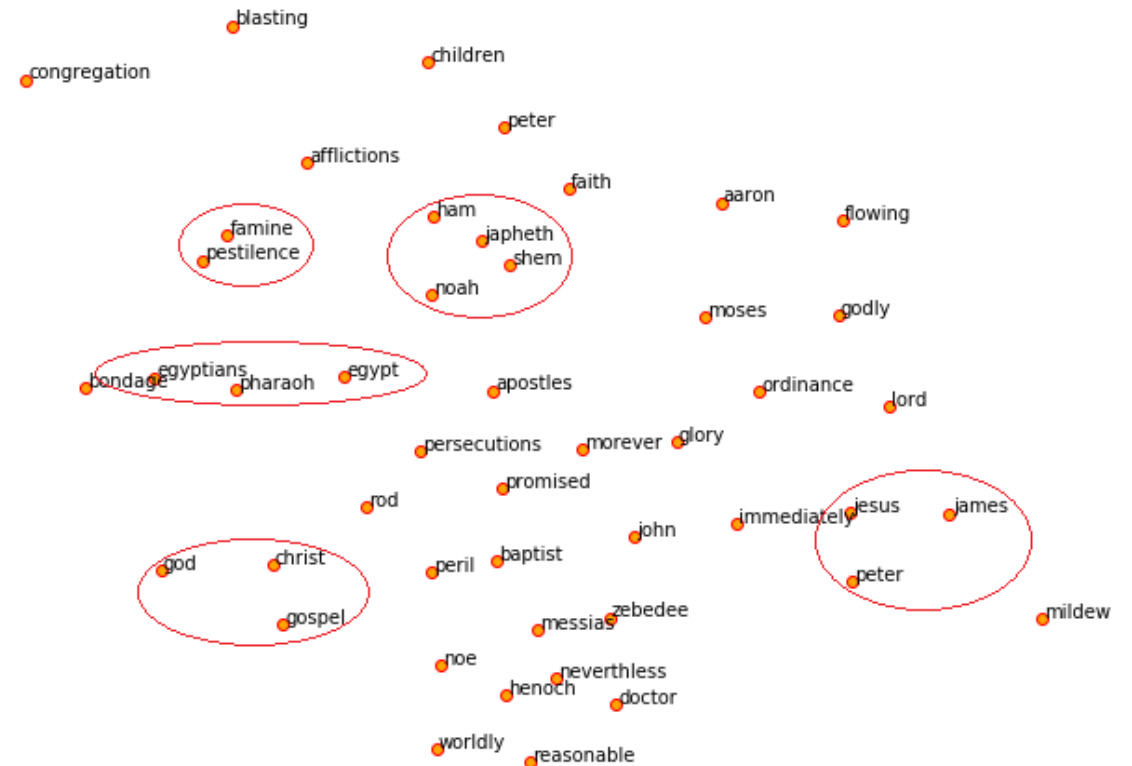 blasting
children
congregation
peter
afflictions
faith
aaron
ham
flowing
famine
japheth
pestilence
shem
noah
moses
godly
egyptians
egypt
bondage
pharaoh
apostles
ordinance
lord
glory
persecutions
morever
promised
rod
jesus
james
immediately
john
baptist
christ
god
peril
peter
zebedee
mildew
gospel
messias
noe
neverthless
henoch
doctor
worldly
reasonable